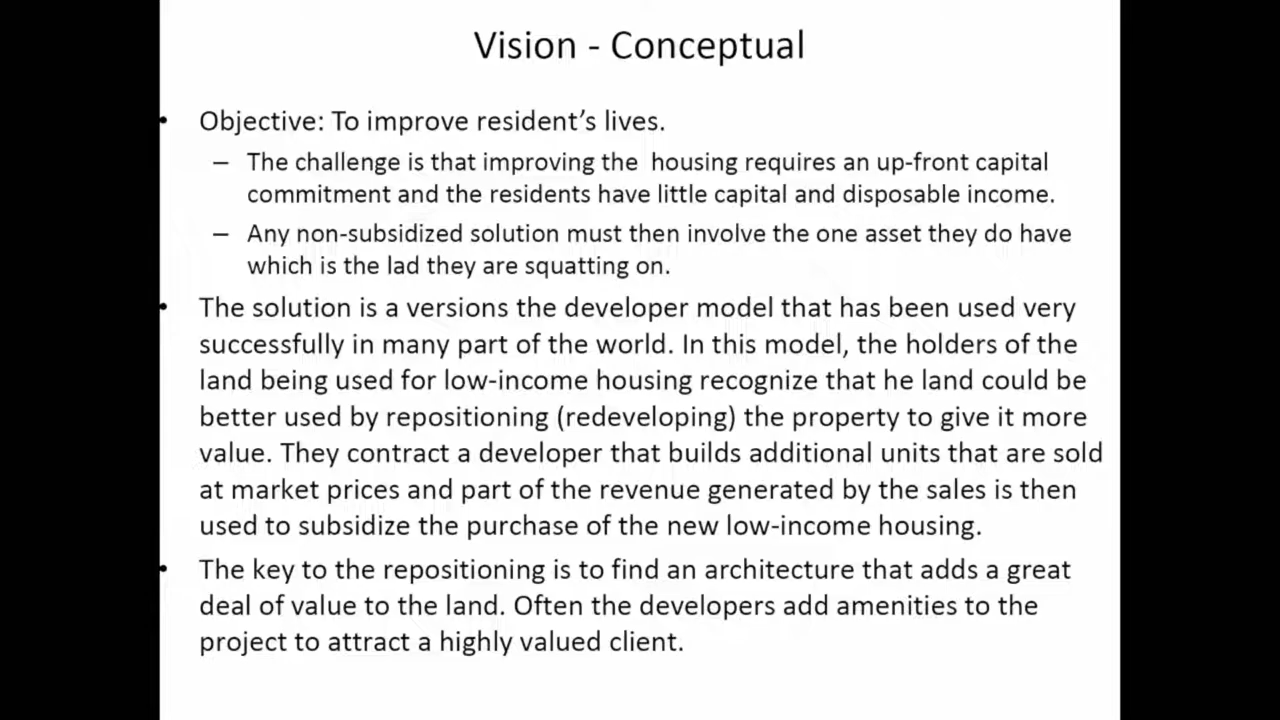 Vision - Conceptual
• Objective: To improve resident’s lives.
– The challenge is that improving the  housing requires an up-front capital
commitment and the residents have little capital and disposable income.
– Any non-subsidized solution must then involve the one asset they do have
which is the lad they are squatting on.
• The solution is a versions the developer model that has been used very
successfully in many part of the world. In this model, the holders of the
land being used for low-income housing recognize that he land could be
better used by repositioning (redeveloping) the property to give it more
value. They contract a developer that builds additional units that are sold
at market prices and part of the revenue generated by the sales is then
used to subsidize the purchase of the new low-income housing.
• The key to the repositioning is to find an architecture that adds a great
deal of value to the land. Often the developers add amenities to the
project to attract a highly valued client.